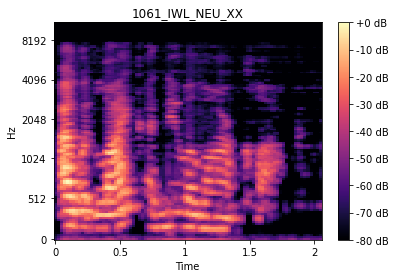 1061_IWL_NEU_XX
+0 dB
8192
-10 dB
4096
-20 dB
-30 dB
2048
-40 dB
Hz
1024
-50 dB
512
-60 dB
-70 dB
0
-80 dB
0 0.5 1 1.5 2
Time